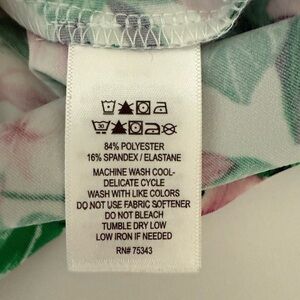 84% POLYESTER
16% SPANDEX / ELASTANE
MACHINE WASH COOL-
DELICATE CYCLE
WASH WITH LIKE COLORS
DO NOT USE FABRIC SOFTENER
DO NOT BLEACH
TUMBLE DRY LOW
LOW IRON IF NEEDED
RN# 75343